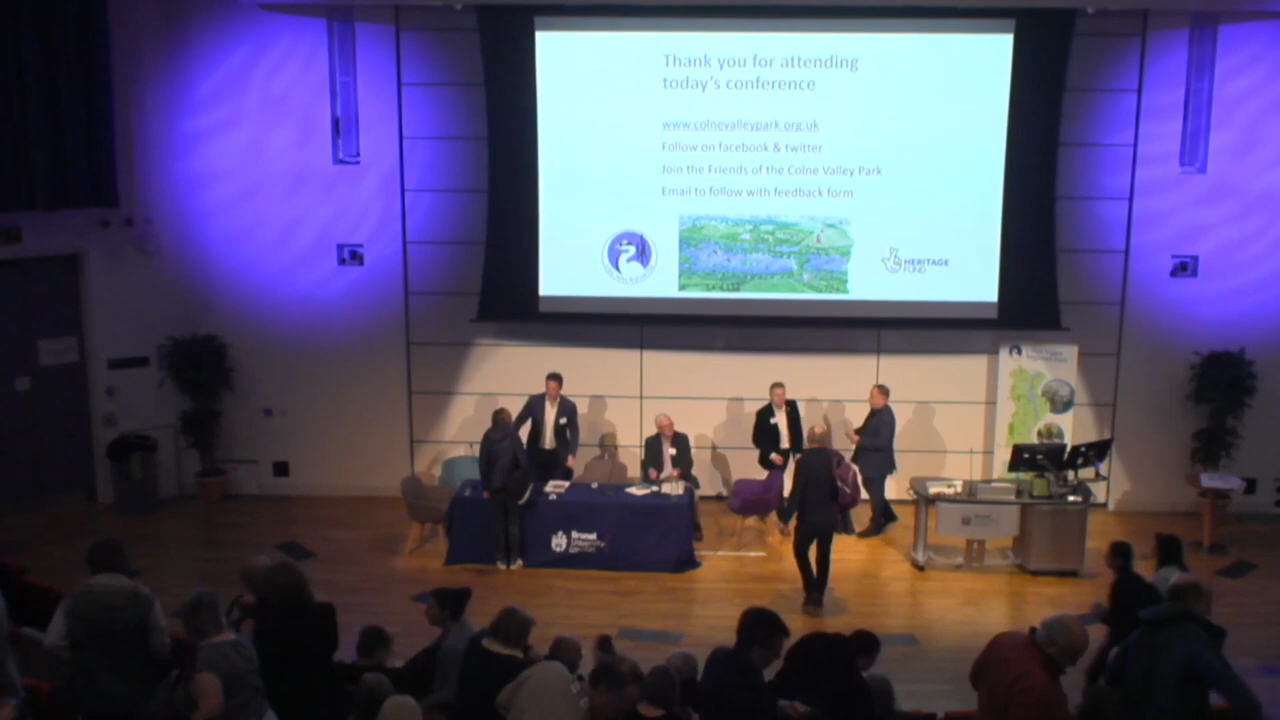 Thank you for attending
today's conference
www.colnevalleypark.org.uk
Follow on facebook & twitter
Join the Friends of the Colne Valley Park
Email to follow with feedback form
HERITAGE
FUND
Brunel
University
London